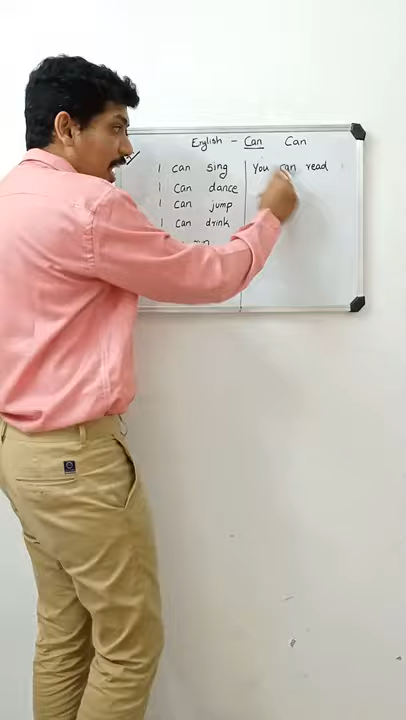 English - Can Can
I can sing
I can dance
I can jump
I can drink
You can read